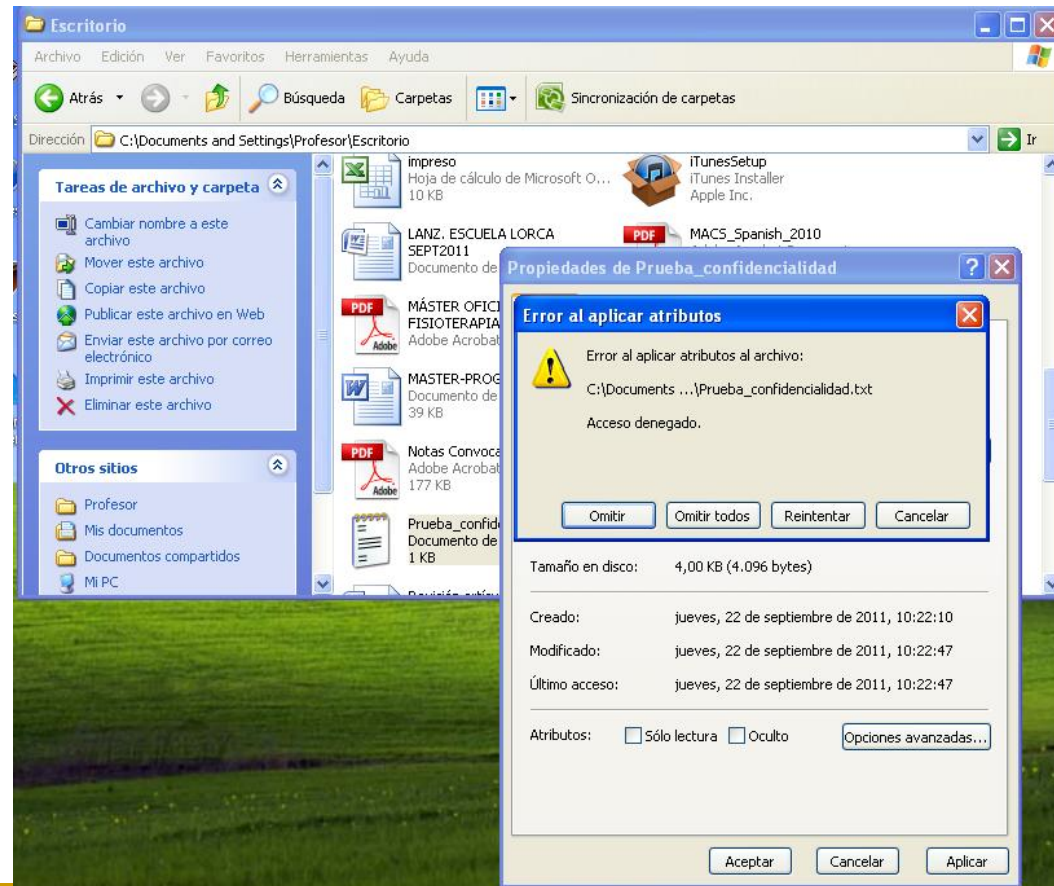 Escritorio
Archivo Edición Ver Favoritos Herramientas Ayuda
Atrás Búsqueda Carpetas Sincronización de carpetas
Dirección C:\Documents and Settings\Profesor\Escritorio Ir
Tareas de archivo y carpeta
Cambiar nombre a este
archivo
Mover este archivo
Copiar este archivo
Publicar este archivo en Web
Enviar este archivo por correo
electrónico
Imprimir este archivo
Eliminar este archivo
Otros sitios
Profesor
Mis documentos
Documentos compartidos
Mi PC
impreso
Hoja de cálculo de Microsoft O...
10 KB
iTunesSetup
iTunes Installer
Apple Inc.
LANZ. ESCUELA LORCA
SEPT2011
Documento de
PDF
MACS_Spanish_2010
PDF
Adobe
MÁSTER OFICI
FISIOTERAPIA
Adobe Acrobat
MASTER-PROG
Documento de
39 KB
PDF
Adobe
Notas Convoca
Adobe Acrobat
177 KB
Prueba_confid
Documento de
1 KB
Propiedades de Prueba_confidencialidad
Error al aplicar atributos
Error al aplicar atributos al archivo:
C:\Documents ...\Prueba_confidencialidad.txt
Acceso denegado.
Omitir Omitir todos Reintentar Cancelar
Tamaño en disco: 4,00 KB (4.096 bytes)
Creado: jueves, 22 de septiembre de 2011, 10:22:10
Modificado: jueves, 22 de septiembre de 2011, 10:22:47
Último acceso: jueves, 22 de septiembre de 2011, 10:22:47
Atributos: Sólo lectura Oculto Opciones avanzadas...
Aceptar Cancelar Aplicar